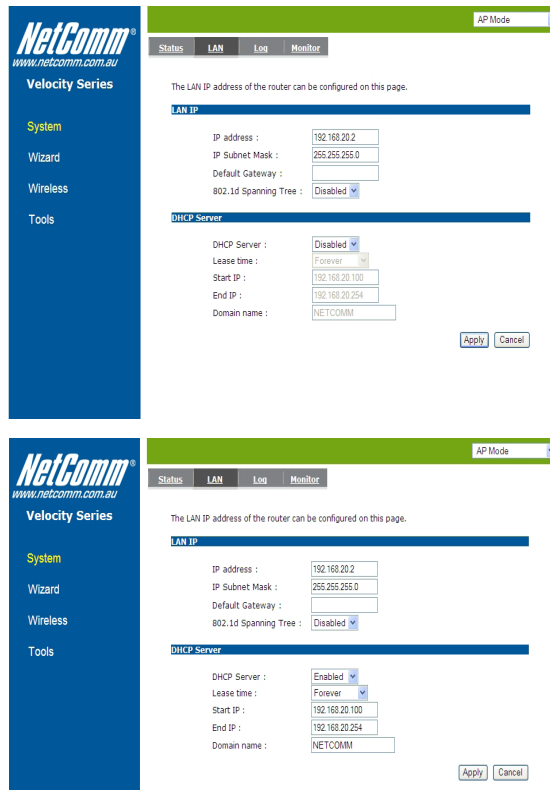 AP Mode
NetComm®
www.netcomm.com.au
Status LAN Log Monitor
Velocity Series
The LAN IP address of the router can be configured on this page.
LAN IP
System
IP address : 192.168.20.2
IP Subnet Mask : 255.255.255.0
Wizard
Default Gateway :
Wireless
802.1d Spanning Tree : Disabled
Tools
DHCP Server
DHCP Server : Disabled
Lease time : Forever
Start IP : 192.168.20.100
End IP : 192.168.20.254
Domain name : NETCOMM
Apply Cancel
AP Mode
NetComm®
www.netcomm.com.au
Status LAN Log Monitor
Velocity Series
The LAN IP address of the router can be configured on this page.
LAN IP
System
IP address : 192.168.20.2
IP Subnet Mask : 255.255.255.0
Wizard
Default Gateway :
Wireless
802.1d Spanning Tree : Disabled
Tools
DHCP Server
DHCP Server : Enabled
Lease time : Forever
Start IP : 192.168.20.100
End IP : 192.168.20.254
Domain name : NETCOMM
Apply Cancel